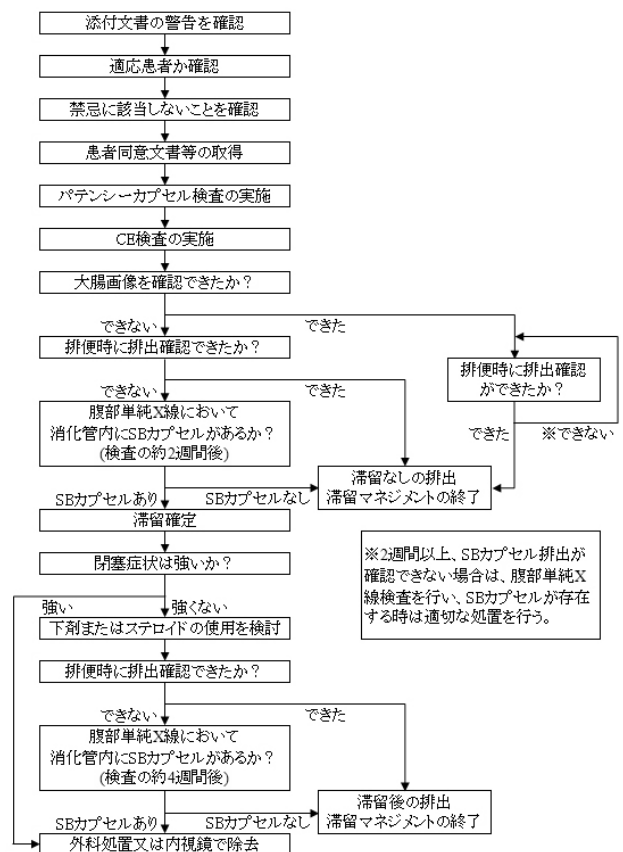 添付文書の警告を確認
適応患者か確認
禁忌に該当しないことを確認
患者同意文書等の取得
パテンシーカプセル検査の実施
CE検査の実施
大腸画像を確認できたか？
できない
できた
排便時に排出確認できたか？
排便時に排出確認
ができたか？
できない
できた
できた
※できない
腹部単純X線において
消化管内にSBカプセルがあるか？
(検査の約2週間後)
滞留なしの排出
滞留マネジメントの終了
SBカプセルあり
SBカプセルなし
滞留確定
閉塞症状は強いか？
※2週間以上、SBカプセル排出が
確認できない場合は、腹部単純X
線検査を行い、SBカプセルが存在
する時は適切な処置を行う。
強い
強くない
下剤またはステロイドの使用を検討
排便時に排出確認できたか？
できない
できた
腹部単純X線において
消化管内にSBカプセルがあるか？
(検査の約4週間後)
滞留後の排出
滞留マネジメントの終了
SBカプセルあり
SBカプセルなし
外科処置又は内視鏡で除去